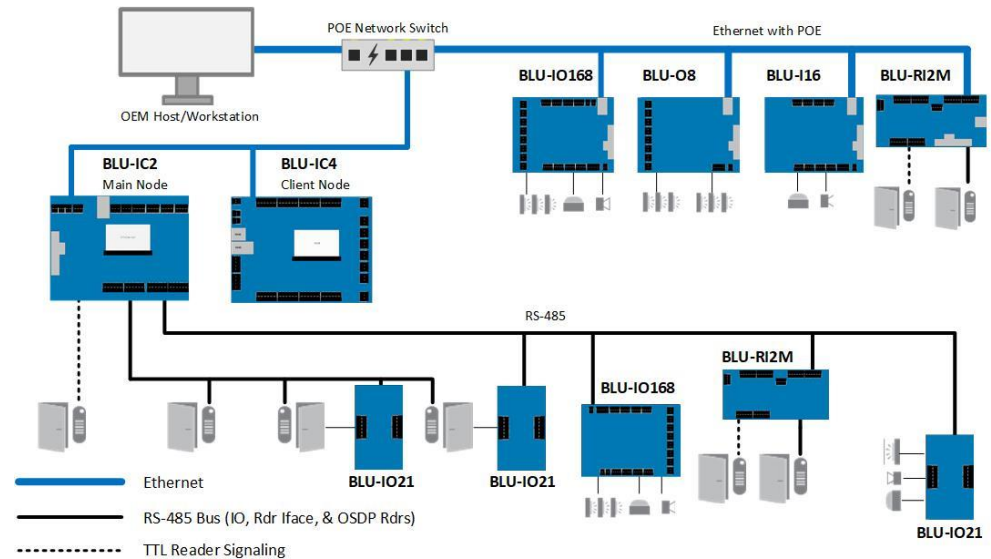 POE Network Switch
Ethernet with POE
OEM Host/Workstation
BLU-IO168
BLU-O8
BLU-I16
BLU-RI2M
BLU-IC2
Main Node
BLU-IC4
Client Node
RS-485
BLU-RI2M
BLU-IO168
BLU-IO21
BLU-IO21
BLU-IO21
Ethernet
RS-485 Bus (IO, Rdr Iface, & OSDP Rdrs)
TTL Reader Signaling